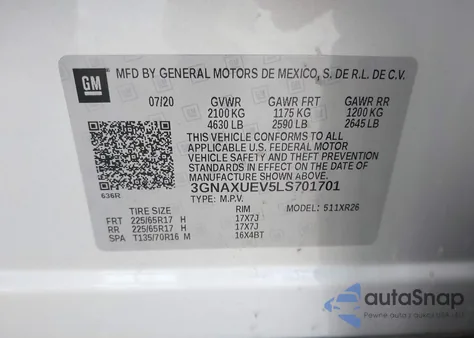 GM
MFD BY GENERAL MOTORS DE MEXICO, S. DE R.L. DE C.V.
07/20 GVWR GAWR FRT GAWR RR
2100 KG 1175 KG 1200 KG
4630 LB 2590 LB 2645 LB
THIS VEHICLE CONFORMS TO ALL
APPLICABLE U.S. FEDERAL MOTOR
VEHICLE SAFETY STANDARDS
IN EFFECT ON THE DATE OF
MANUFACTURE SHOWN ABOVE.
3GNAXUEV5LS701701
TYPE: M.P.V.
636R
MODEL: 511XR26
TIRE SIZE RIM
FRT 225/65R17 H 17X7J
RR 225/65R17 H 17X7J
SPA T135/70R16 M 16X4BT
autoSnap
Pewne auta z autosnap